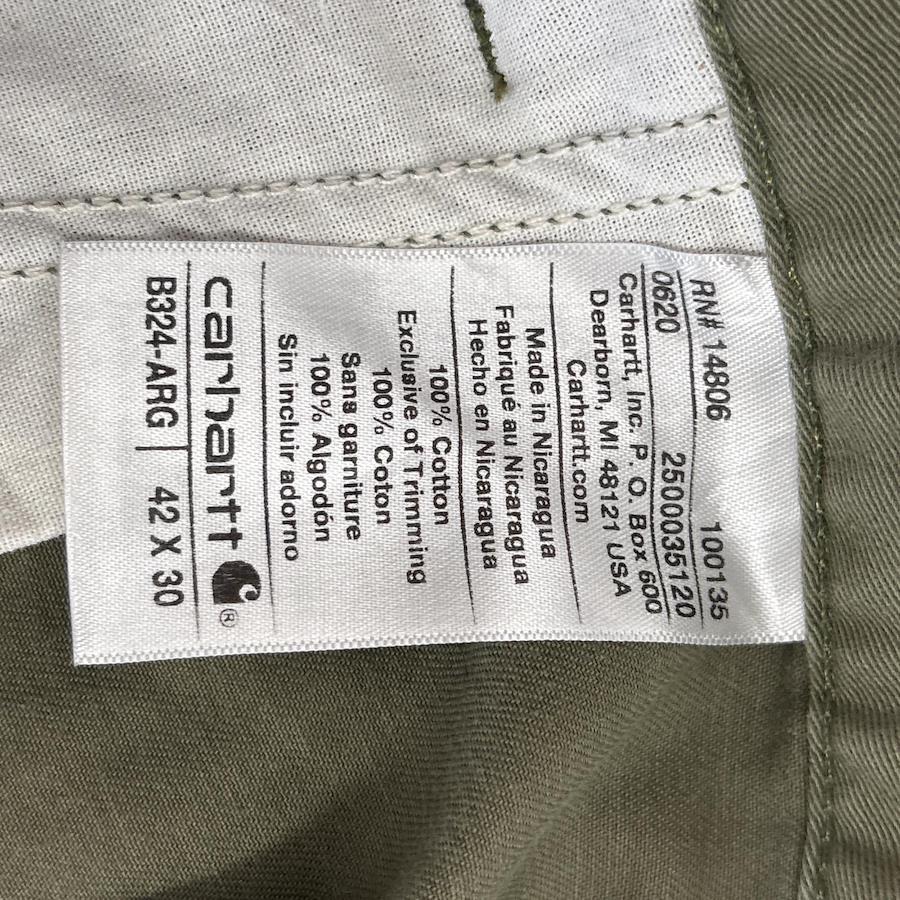 RN# 14806 100135
0620 2500035120
Carhartt, Inc. P. O. Box 600
Dearborn, MI 48121 USA
Carhartt.com
Made in Nicaragua
Fabriqué au Nicaragua
Hecho en Nicaragua
100% Cotton
Exclusive of Trimming
100% Coton
Sans garniture
100% Algodón
Sin incluir adorno
carhartt ®
B324-ARG | 42 X 30